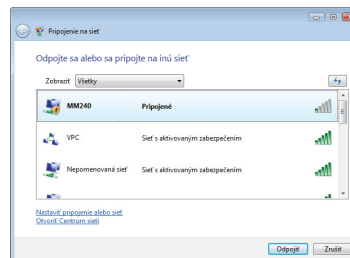 Pripojenie na sieť
Odpojte sa alebo sa pripojte na inú sieť
Zobraziť Všetky
MM240 Pripojené
VPC Sieť s aktivovaným zabezpečením
Nepomenovaná sieť Sieť s aktivovaným zabezpečením
Nastaviť pripojenie alebo sieť
Otvoriť Centrum sietí
Odpojiť Zrušiť